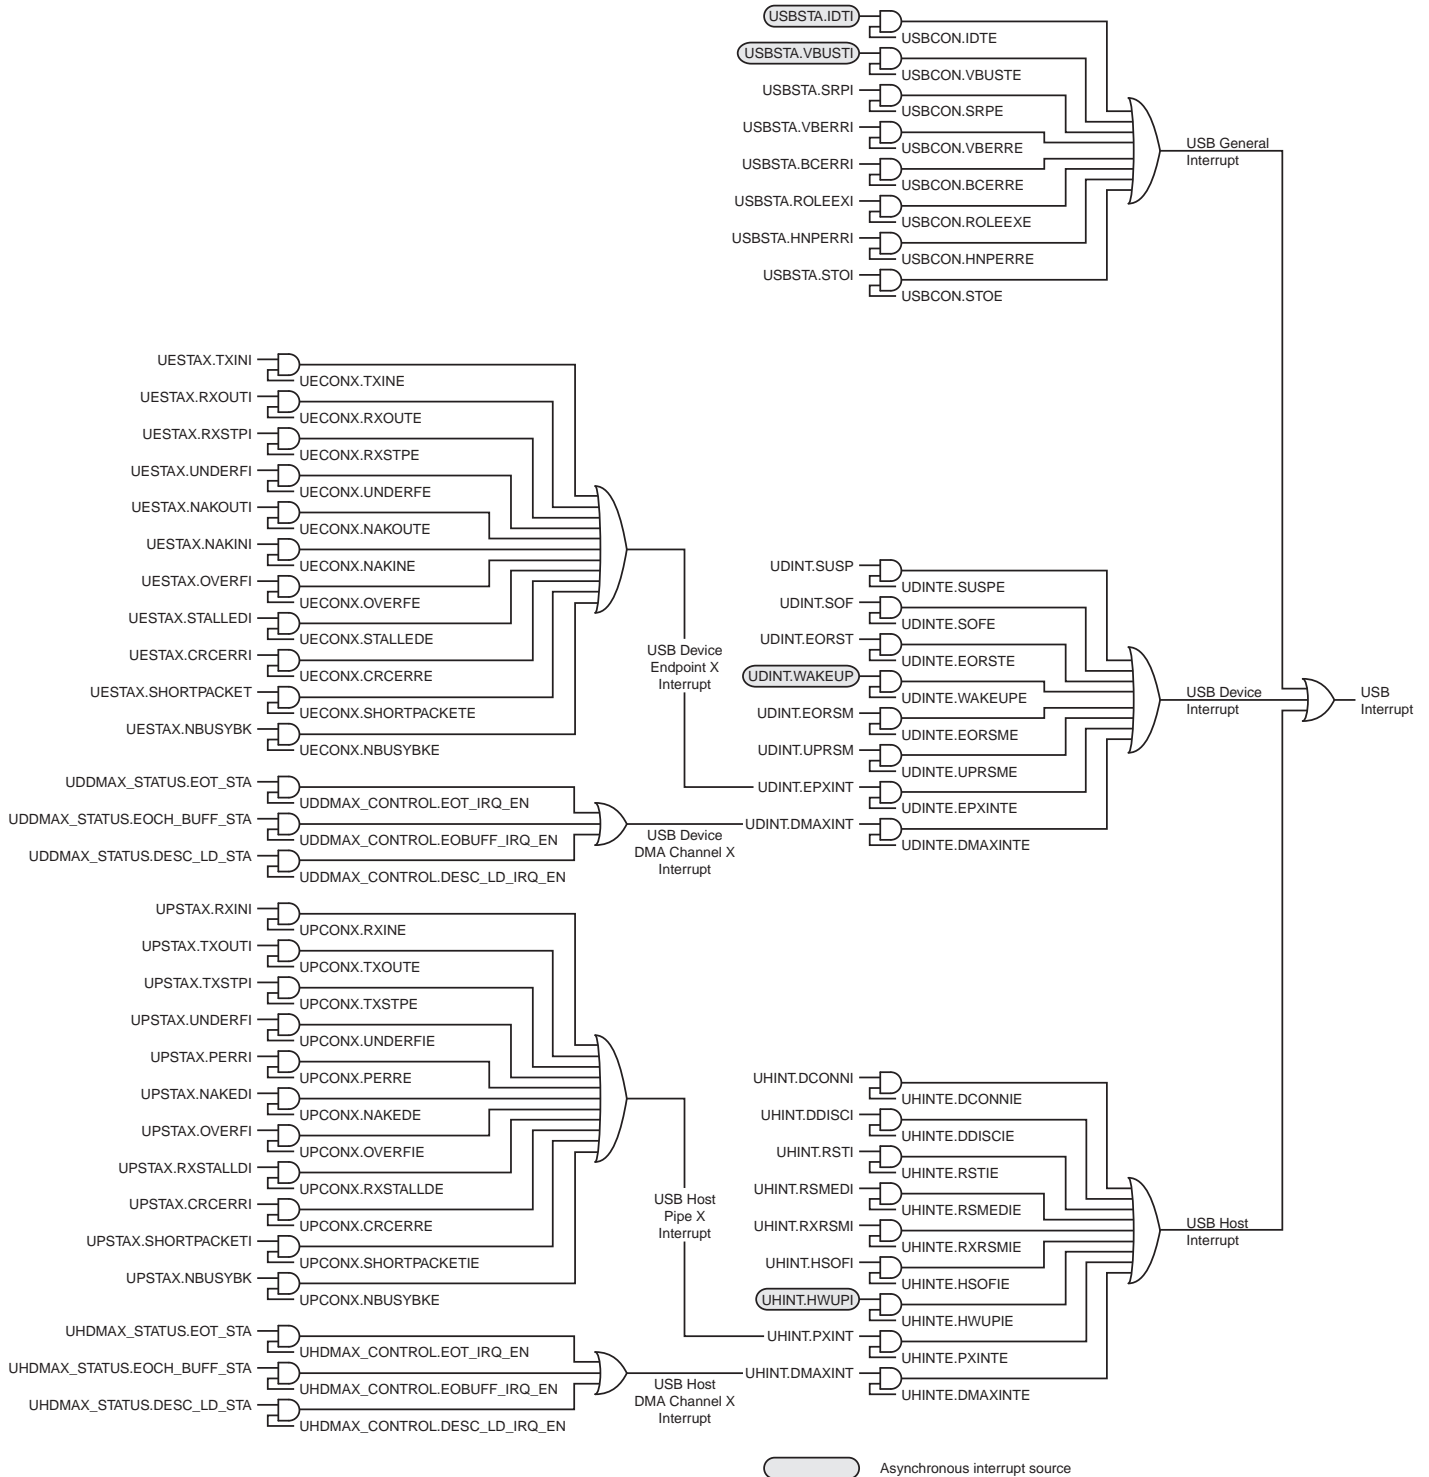 USBSTA.IDTI
USBCON.IDTE
USBSTA.VBUSTI
USBCON.VBUSTE
USBSTA.SRPI
USBCON.SRPE
USBSTA.VBERRI
USBCON.VBERRE
USBSTA.BCERRI
USBCON.BCERRE
USBSTA.ROLEEXI
USBCON.ROLEEXE
USBSTA.HNPERRI
USBCON.HNPERRE
USBSTA.STOI
USBCON.STOE
USB General
Interrupt
UESTAX.TXINI
UECONX.TXINE
UESTAX.RXOUTI
UECONX.RXOUTE
UESTAX.RXSTPI
UECONX.RXSTPE
UESTAX.UNDERFI
UECONX.UNDERFE
UESTAX.NAKOUTI
UECONX.NAKOUTE
UESTAX.NAKINI
UECONX.NAKINE
UESTAX.OVERFI
UECONX.OVERFE
UESTAX.STALLEDI
UECONX.STALLEDE
UESTAX.CRCERRI
UECONX.CRCERRE
UESTAX.SHORTPACKET
UECONX.SHORTPACKETE
UESTAX.NBUSYBK
UECONX.NBUSYBKE
USB Device
Endpoint X
Interrupt
UDDMAX_STATUS.EOT_STA
UDDMAX_CONTROL.EOT_IRQ_EN
UDDMAX_STATUS.EOCH_BUFF_STA
UDDMAX_CONTROL.EOBUFF_IRQ_EN
UDDMAX_STATUS.DESC_LD_STA
UDDMAX_CONTROL.DESC_LD_IRQ_EN
USB Device
DMA Channel X
Interrupt
UDINT.SUSP
UDINTE.SUSPE
UDINT.SOF
UDINTE.SOFE
UDINT.EORST
UDINTE.EORSTE
UDINT.WAKEUP
UDINTE.WAKEUPE
UDINT.EORSM
UDINTE.EORSME
UDINT.UPRSM
UDINTE.UPRSME
UDINT.EPXINT
UDINTE.EPXINTE
UDINT.DMAXINT
UDINTE.DMAXINTE
USB Device
Interrupt
USB
Interrupt
UPSTAX.RXINI
UPCONX.RXINE
UPSTAX.TXOUTI
UPCONX.TXOUTE
UPSTAX.TXSTPI
UPCONX.TXSTPE
UPSTAX.UNDERFI
UPCONX.UNDERFIE
UPSTAX.PERRI
UPCONX.PERRE
UPSTAX.NAKEDI
UPCONX.NAKEDE
UPSTAX.OVERFI
UPCONX.OVERFIE
UPSTAX.RXSTALLDI
UPCONX.RXSTALLDE
UPSTAX.CRCERRI
UPCONX.CRCERRE
UPSTAX.SHORTPACKETI
UPCONX.SHORTPACKETIE
UPSTAX.NBUSYBK
UPCONX.NBUSYBKE
USB Host
Pipe X
Interrupt
UHDMAX_STATUS.EOT_STA
UHDMAX_CONTROL.EOT_IRQ_EN
UHDMAX_STATUS.EOCH_BUFF_STA
UHDMAX_CONTROL.EOBUFF_IRQ_EN
UHDMAX_STATUS.DESC_LD_STA
UHDMAX_CONTROL.DESC_LD_IRQ_EN
USB Host
DMA Channel X
Interrupt
UHINT.DCONNI
UHINTE.DCONNIE
UHINT.DDISCI
UHINTE.DDISCIE
UHINT.RSTI
UHINTE.RSTIE
UHINT.RSMEDI
UHINTE.RSMEDIE
UHINT.RXRSMI
UHINTE.RXRSMIE
UHINT.HSOFI
UHINTE.HSOFIE
UHINT.HWUPI
UHINTE.HWUPIE
UHINT.PXINT
UHINTE.PXINTE
UHINT.DMAXINT
UHINTE.DMAXINTE
USB Host
Interrupt
Asynchronous interrupt source